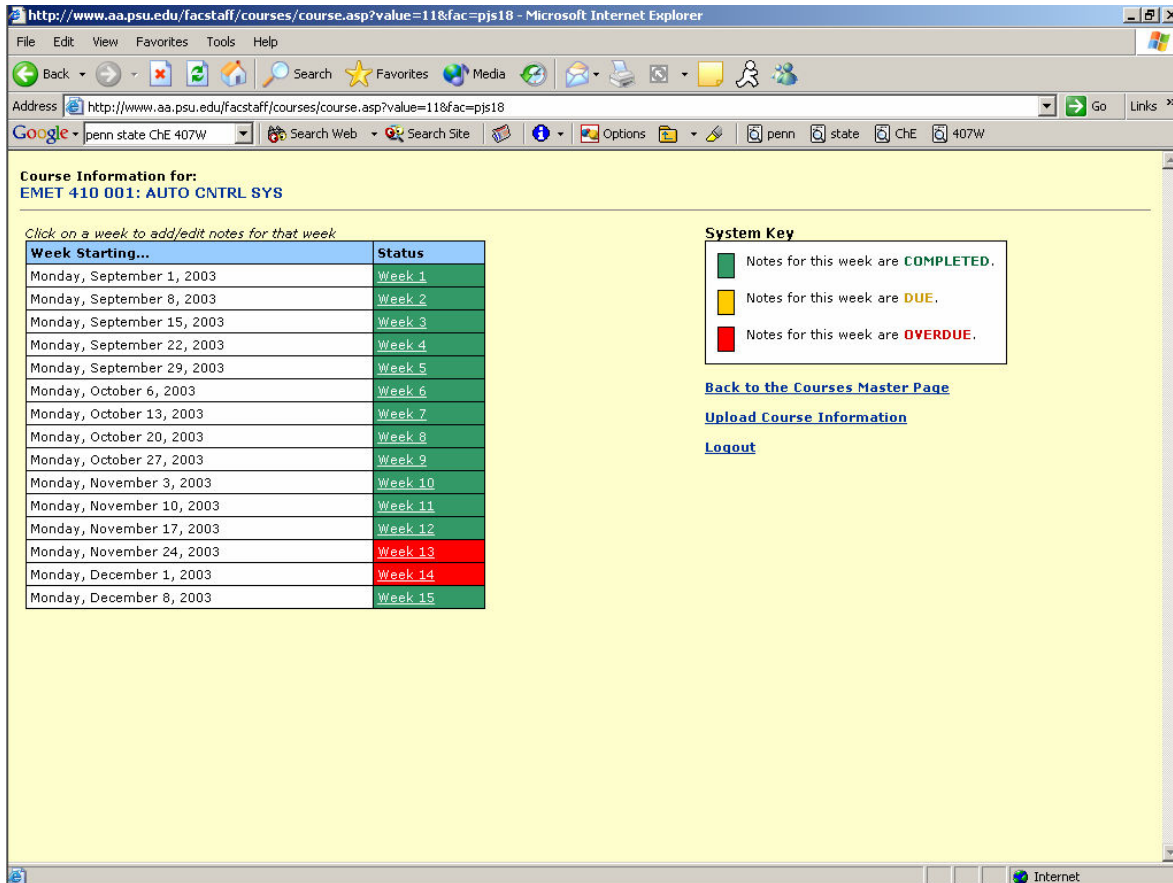 http://www.aa.psu.edu/facstaff/courses/course.asp?value=11&fac=pjs18 - Microsoft Internet Explorer
File Edit View Favorites Tools Help
Back Search Favorites Media
Address http://www.aa.psu.edu/facstaff/courses/course.asp?value=11&fac=pjs18 Go Links »
Google penn state ChE 407W Search Web Search Site Options penn state ChE 407W
Course Information for:
EMET 410 001: AUTO CNTRL SYS
Click on a week to add/edit notes for that week
Week Starting... Status
Monday, September 1, 2003 Week 1
Monday, September 8, 2003 Week 2
Monday, September 15, 2003 Week 3
Monday, September 22, 2003 Week 4
Monday, September 29, 2003 Week 5
Monday, October 6, 2003 Week 6
Monday, October 13, 2003 Week 7
Monday, October 20, 2003 Week 8
Monday, October 27, 2003 Week 9
Monday, November 3, 2003 Week 10
Monday, November 10, 2003 Week 11
Monday, November 17, 2003 Week 12
Monday, November 24, 2003 Week 13
Monday, December 1, 2003 Week 14
Monday, December 8, 2003 Week 15
System Key
Notes for this week are COMPLETED.
Notes for this week are DUE.
Notes for this week are OVERDUE.
Back to the Courses Master Page
Upload Course Information
Logout
Internet